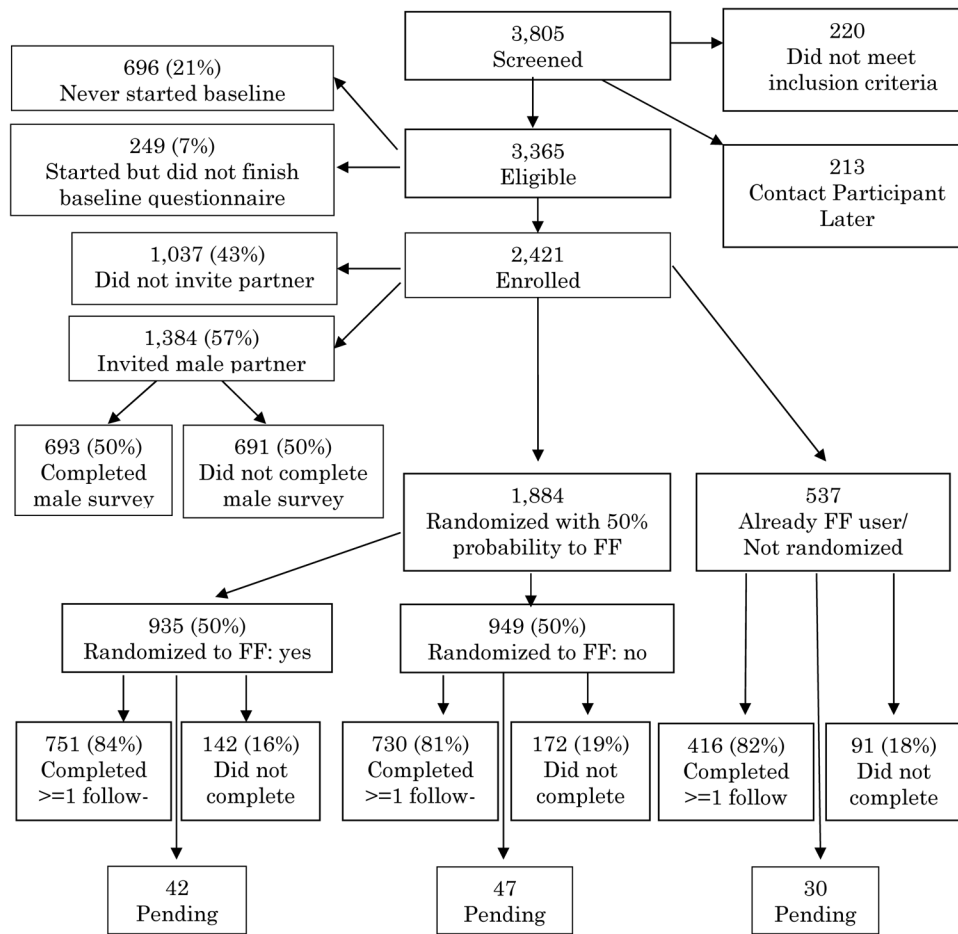 3,805
Screened
220
Did not meet
inclusion criteria
696 (21%)
Never started baseline
249 (7%)
Started but did not finish
baseline questionnaire
3,365
Eligible
213
Contact Participant
Later
1,037 (43%)
Did not invite partner
2,421
Enrolled
1,384 (57%)
Invited male partner
693 (50%)
Completed
male survey
691 (50%)
Did not complete
male survey
1,884
Randomized with 50%
probability to FF
537
Already FF user/
Not randomized
935 (50%)
Randomized to FF: yes
949 (50%)
Randomized to FF: no
751 (84%)
Completed
>=1 follow-
142 (16%)
Did not
complete
730 (81%)
Completed
>=1 follow-
172 (19%)
Did not
complete
416 (82%)
Completed
>=1 follow
91 (18%)
Did not
complete
42
Pending
47
Pending
30
Pending